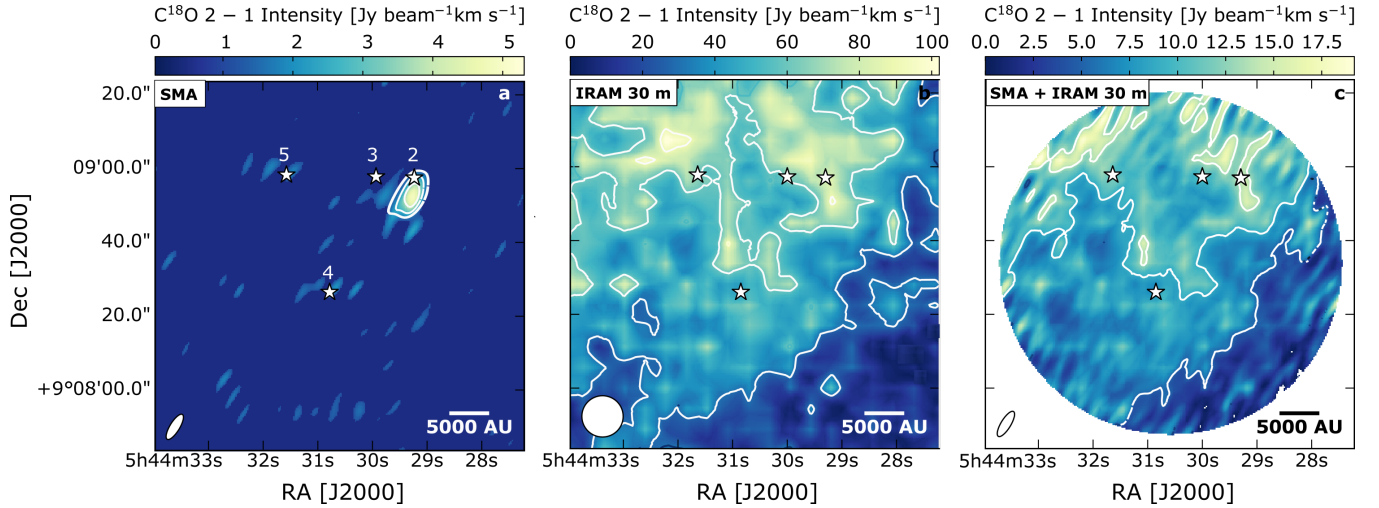 C¹⁸O 2 − 1 Intensity [Jy beam⁻¹km s⁻¹]
0 1 2 3 4 5
SMA
a
20.0"
09'00.0"
40.0"
20.0"
+9°08'00.0"
Dec [J2000]
5
3
2
4
5000 AU
5h44m33s 32s 31s 30s 29s 28s
RA [J2000]
C¹⁸O 2 − 1 Intensity [Jy beam⁻¹km s⁻¹]
0 20 40 60 80 100
IRAM 30 m
b
5000 AU
5h44m33s 32s 31s 30s 29s 28s
RA [J2000]
C¹⁸O 2 − 1 Intensity [Jy beam⁻¹km s⁻¹]
0.0 2.5 5.0 7.5 10.0 12.5 15.0 17.5
SMA + IRAM 30 m
c
5000 AU
5h44m33s 32s 31s 30s 29s 28s
RA [J2000]